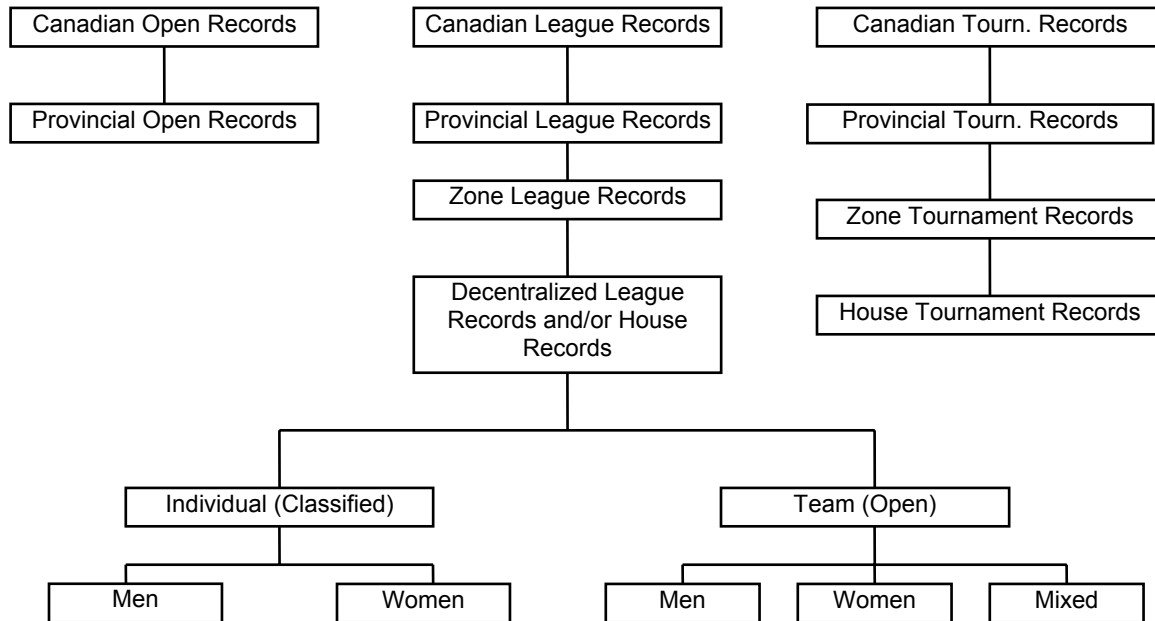 Canadian Open Records
Canadian League Records
Canadian Tourn. Records
Provincial Open Records
Provincial League Records
Provincial Tourn. Records
Zone League Records
Zone Tournament Records
Decentralized League
Records and/or House
Records
House Tournament Records
Individual (Classified)
Team (Open)
Men
Women
Men
Women
Mixed